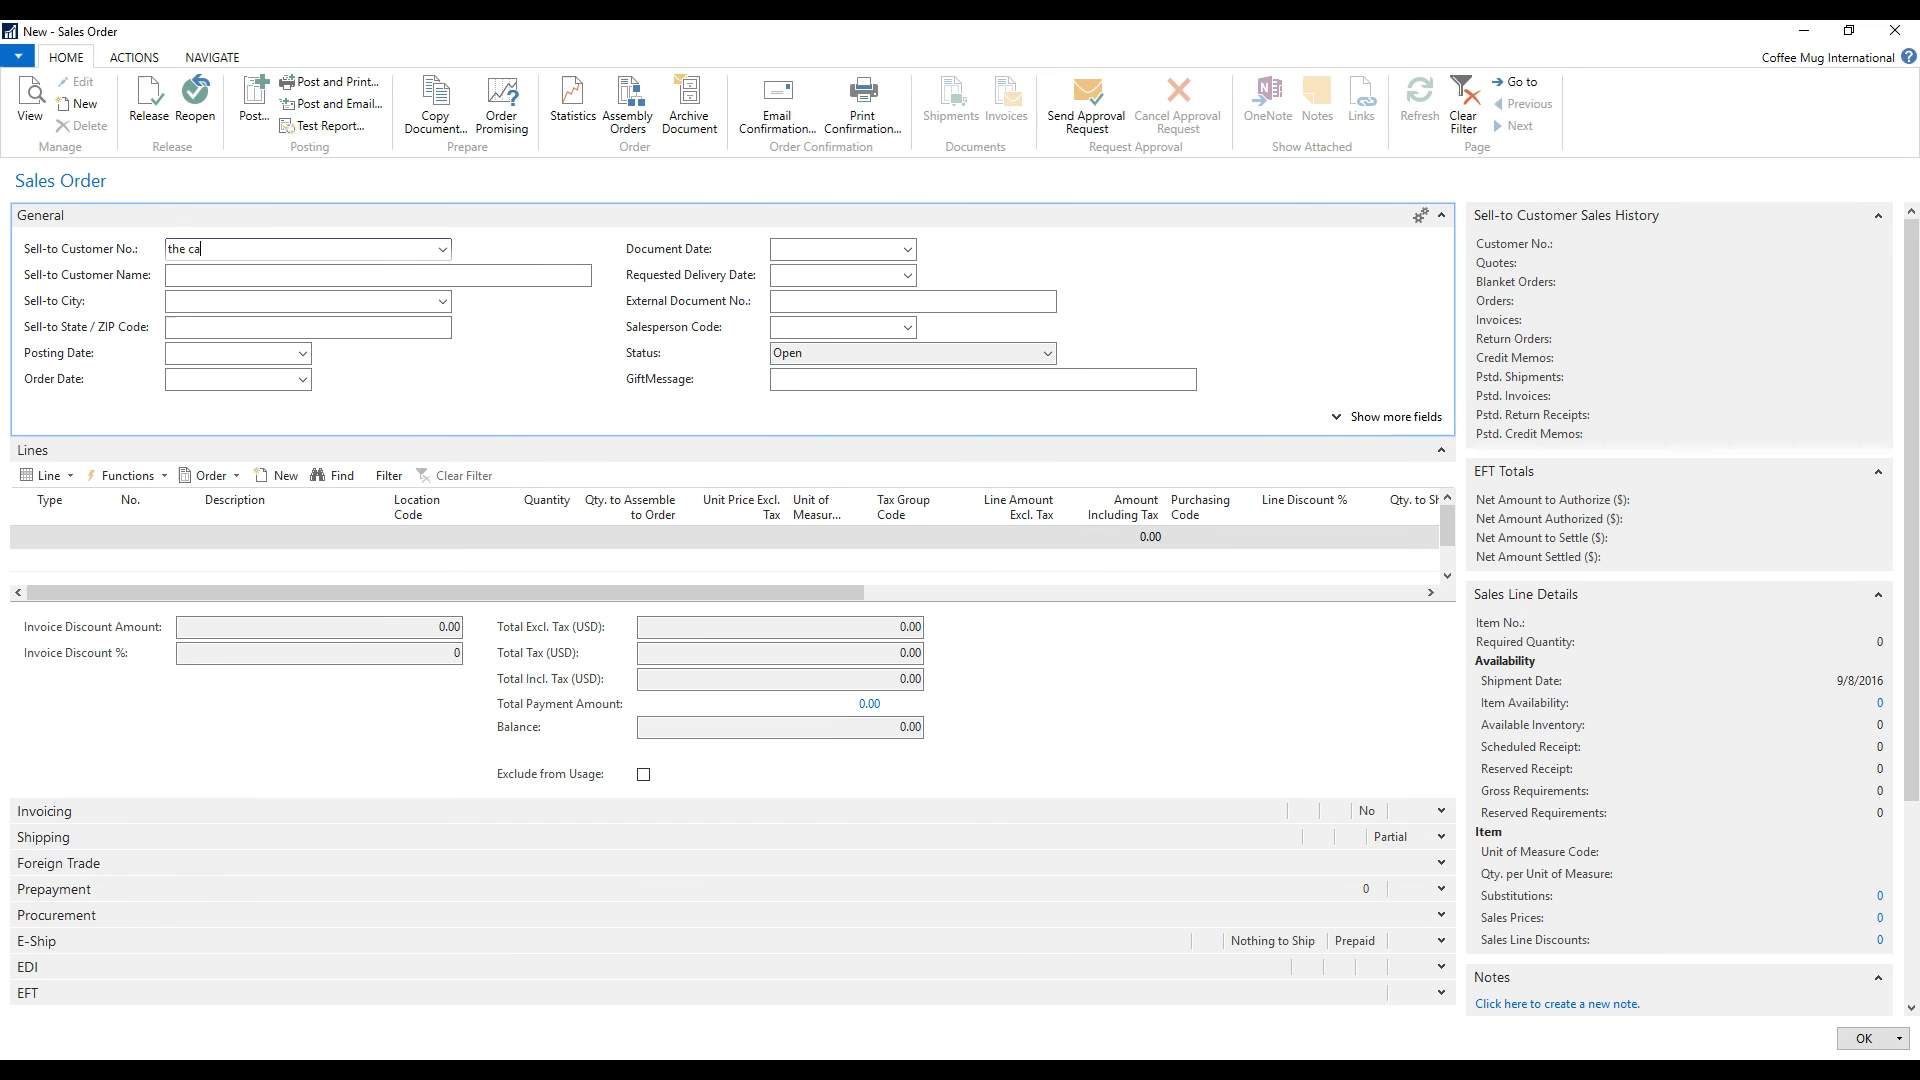 New - Sales Order
HOME ACTIONS NAVIGATE
Coffee Mug International ?
View
Edit
New
Delete
Manage
Release Reopen
Release
Post...
Post and Print...
Post and Email...
Test Report...
Posting
Copy Document...
Order Promising
Prepare
Statistics
Assembly Orders
Archive Document
Order
Email Confirmation...
Print Confirmation...
Order Confirmation
Shipments Invoices
Documents
Send Approval Request
Cancel Approval Request
Request Approval
OneNote Notes Links
Show Attached
Refresh
Clear Filter
Go to
Previous
Next
Page
Sales Order
General
Sell-to Customer No.: the ca
Sell-to Customer Name:
Sell-to City:
Sell-to State / ZIP Code:
Posting Date:
Order Date:
Document Date:
Requested Delivery Date:
External Document No.:
Salesperson Code:
Status: Open
GiftMessage:
Show more fields
Lines
Line Functions Order New Find Filter Clear Filter
Type No. Description Location Code Quantity Qty. to Assemble to Order Unit Price Excl. Tax Unit of Measur... Tax Group Code Line Amount Excl. Tax Amount Including Tax Purchasing Code Line Discount % Qty. to Sh
0.00
Invoice Discount Amount: 0.00
Invoice Discount %: 0
Total Excl. Tax (USD): 0.00
Total Tax (USD): 0.00
Total Incl. Tax (USD): 0.00
Total Payment Amount: 0.00
Balance: 0.00
Exclude from Usage:
Invoicing No
Shipping Partial
Foreign Trade
Prepayment 0
Procurement
E-Ship Nothing to Ship Prepaid
EDI
EFT
Sell-to Customer Sales History
Customer No.:
Quotes:
Blanket Orders:
Orders:
Invoices:
Return Orders:
Credit Memos:
Pstd. Shipments:
Pstd. Invoices:
Pstd. Return Receipts:
Pstd. Credit Memos:
EFT Totals
Net Amount to Authorize ($):
Net Amount Authorized ($):
Net Amount to Settle ($):
Net Amount Settled ($):
Sales Line Details
Item No.:
Required Quantity: 0
Availability
Shipment Date: 9/8/2016
Item Availability: 0
Available Inventory: 0
Scheduled Receipt: 0
Reserved Receipt: 0
Gross Requirements: 0
Reserved Requirements: 0
Item
Unit of Measure Code:
Qty. per Unit of Measure:
Substitutions: 0
Sales Prices: 0
Sales Line Discounts: 0
Notes
Click here to create a new note.
OK